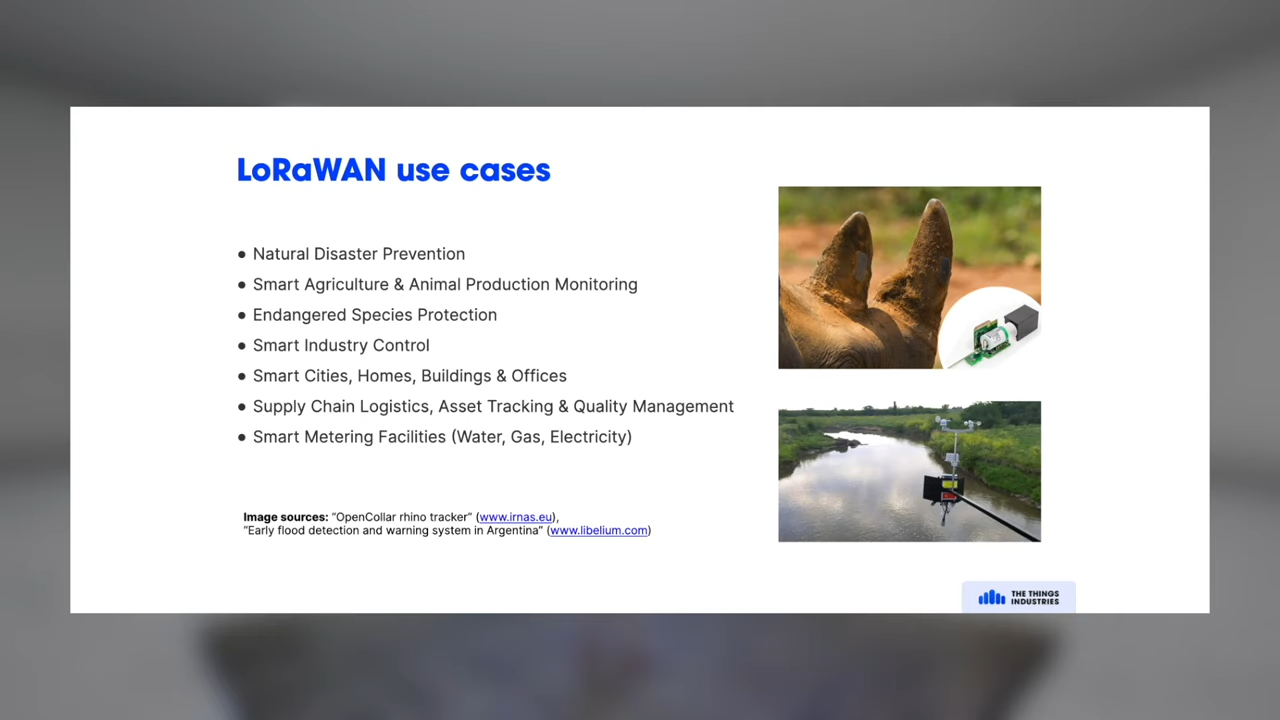 LoRaWAN use cases
● Natural Disaster Prevention
● Smart Agriculture & Animal Production Monitoring
● Endangered Species Protection
● Smart Industry Control
● Smart Cities, Homes, Buildings & Offices
● Supply Chain Logistics, Asset Tracking & Quality Management
● Smart Metering Facilities (Water, Gas, Electricity)
Image sources: “OpenCollar rhino tracker” (www.irnas.eu),
“Early flood detection and warning system in Argentina” (www.libelium.com)
THE THINGS
INDUSTRIES